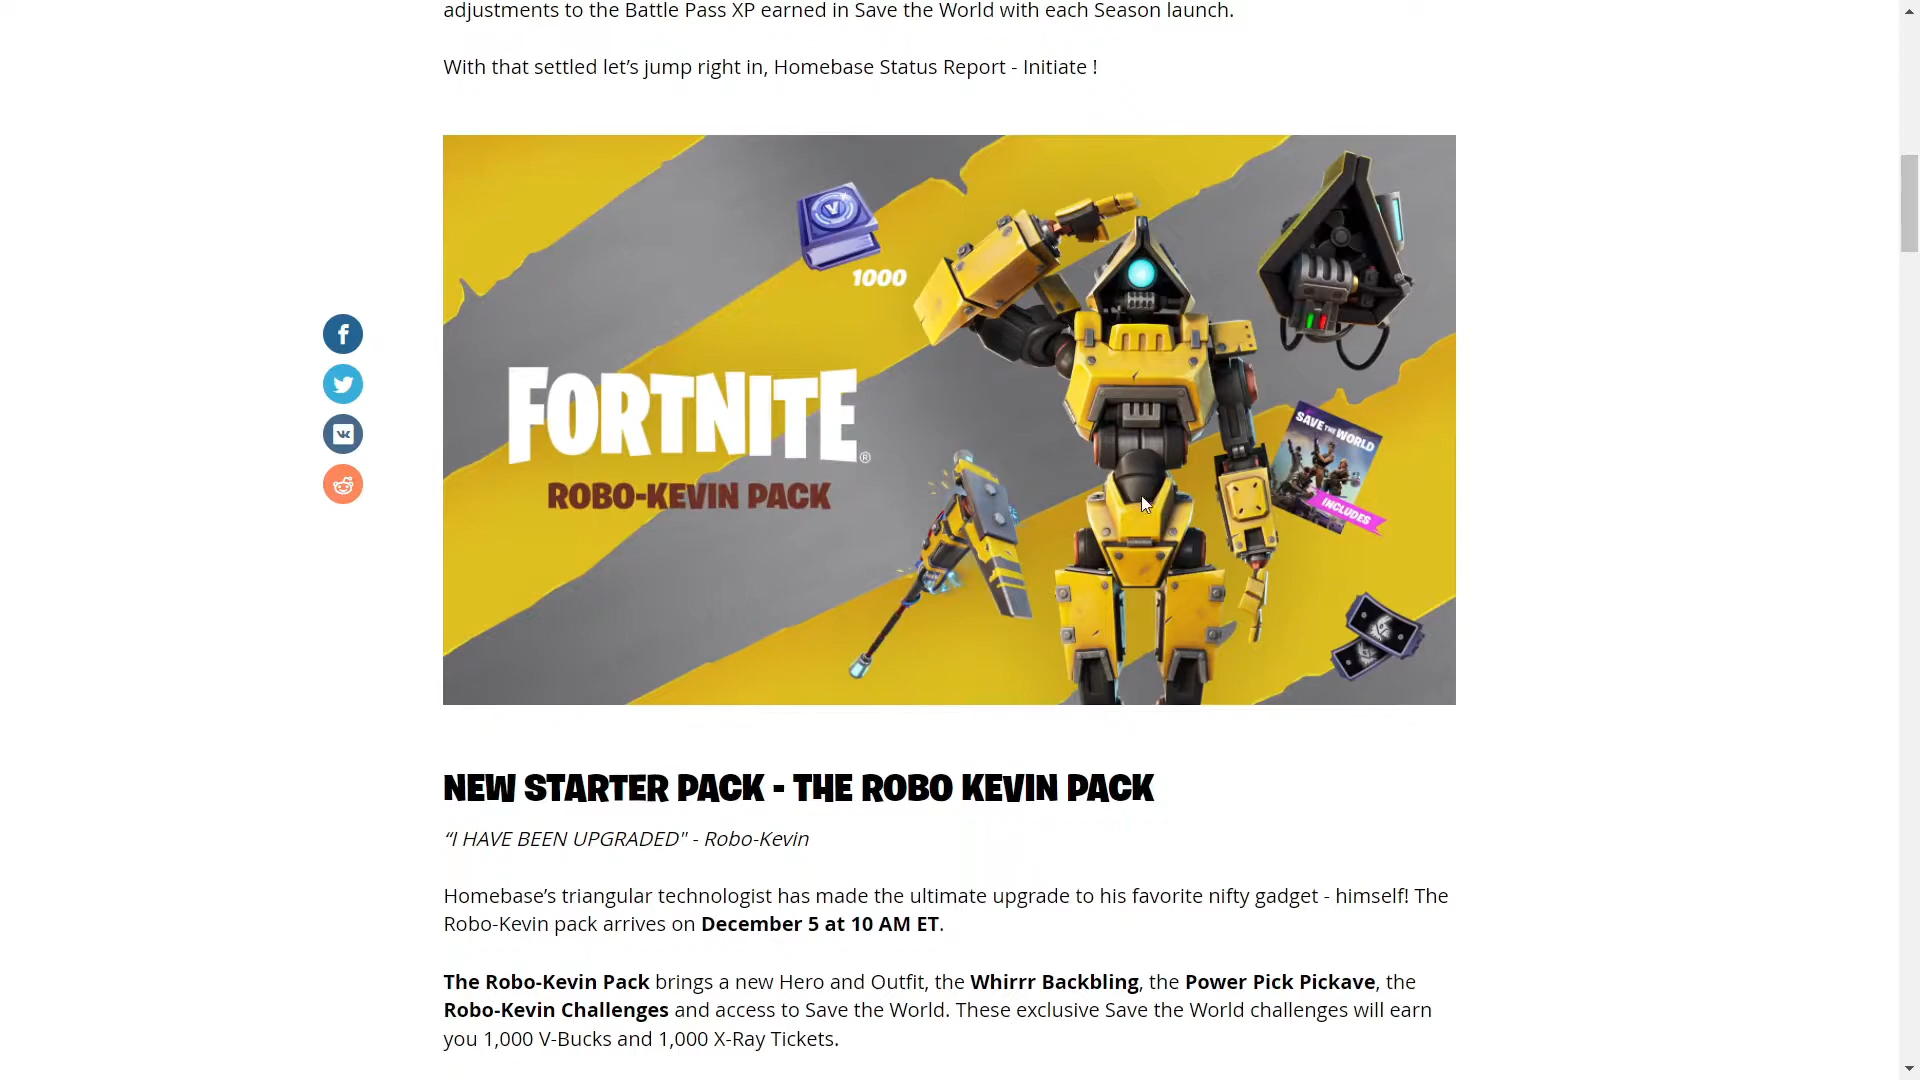 adjustments to the Battle Pass XP earned in Save the World with each Season launch.
With that settled let’s jump right in, Homebase Status Report - Initiate !
1000
FORTNITE®
ROBO-KEVIN PACK
SAVE THE WORLD
INCLUDES
NEW STARTER PACK - THE ROBO KEVIN PACK
“I HAVE BEEN UPGRADED" - Robo-Kevin
Homebase’s triangular technologist has made the ultimate upgrade to his favorite nifty gadget - himself! The
Robo-Kevin pack arrives on December 5 at 10 AM ET.
The Robo-Kevin Pack brings a new Hero and Outfit, the Whirrr Backbling, the Power Pick Pickave, the
Robo-Kevin Challenges and access to Save the World. These exclusive Save the World challenges will earn
you 1,000 V-Bucks and 1,000 X-Ray Tickets.